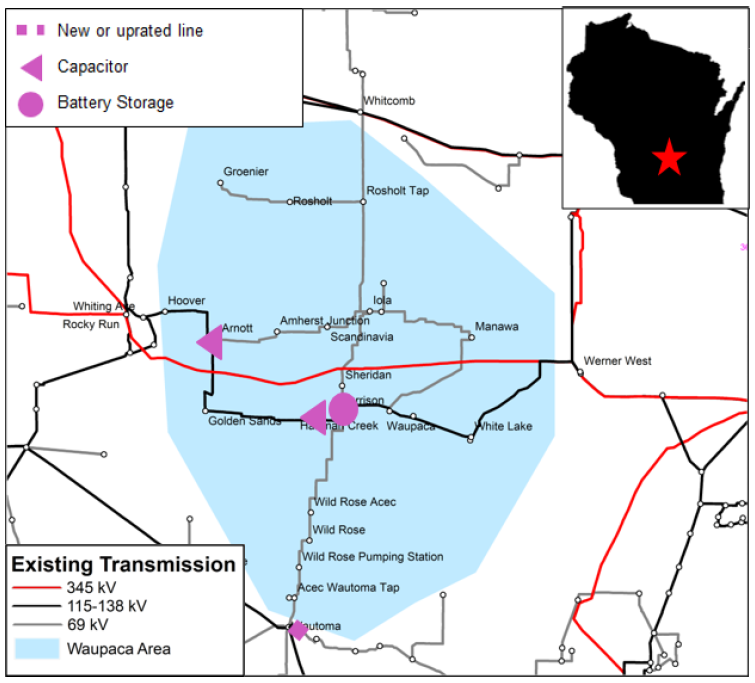 New or uprated line
Capacitor
Battery Storage
Whitcomb
Groenier
Rosholt
Rosholt Tap
Hoover
Whiting Ave
Rocky Run
Arnott
Amherst Junction
Iola
Scandinavia
Manawa
Werner West
Sheridan
Golden Sands
Creek
Waupaca
White Lake
Wild Rose Acec
Wild Rose
Wild Rose Pumping Station
Acec Wautoma Tap
Existing Transmission
345 kV
115-138 kV
69 kV
Waupaca Area